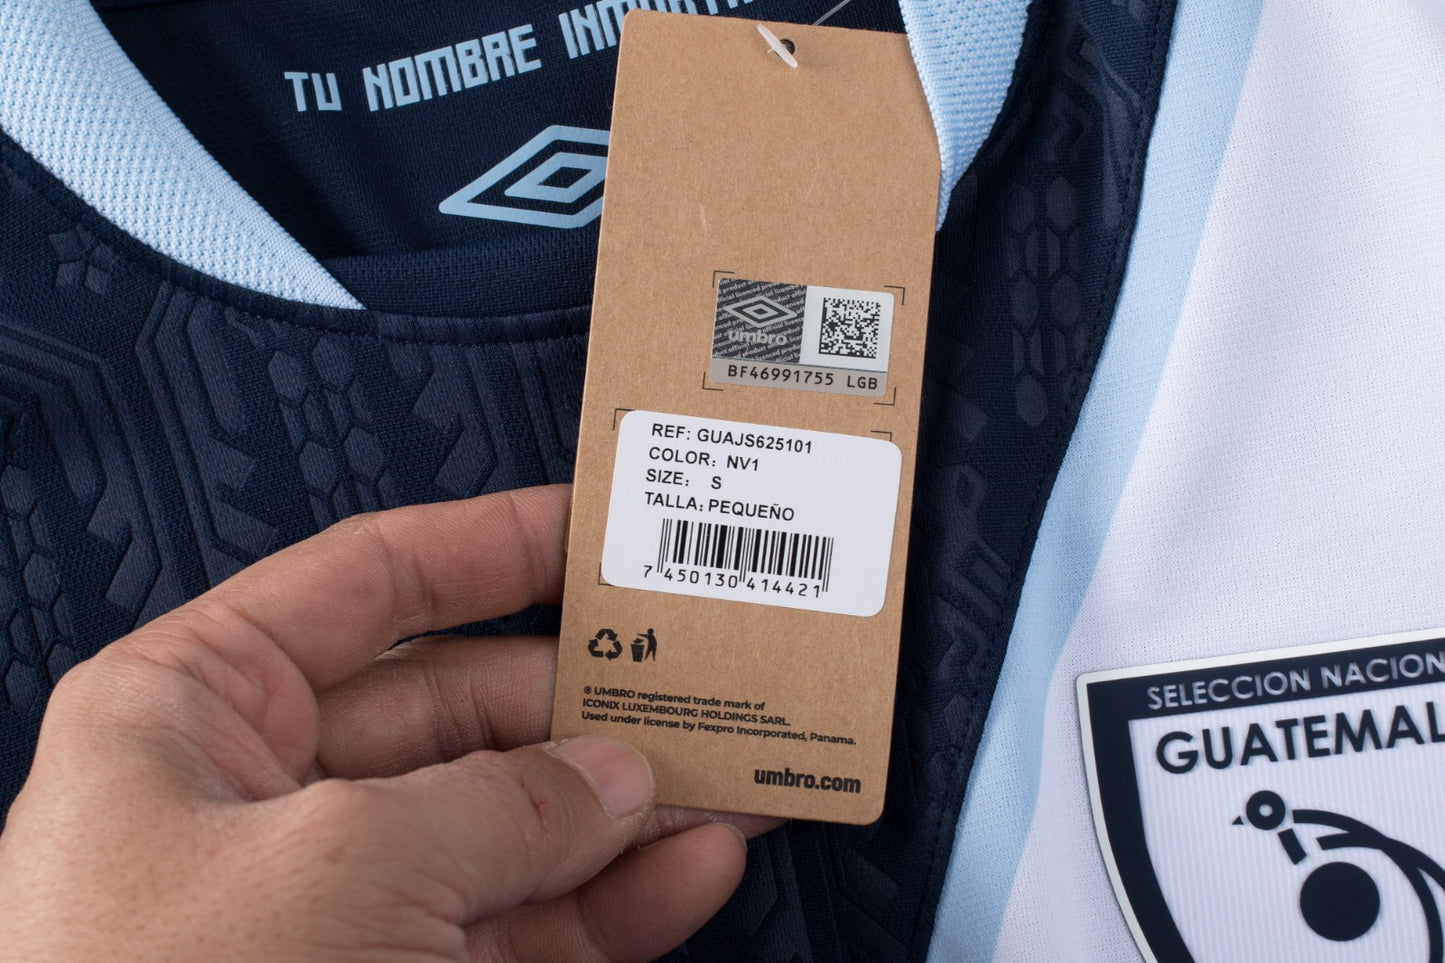 TU NOMBRE
umbro
BF46991755 LGB
REF: GUAJS625101
COLOR: NV1
SIZE: S
TALLA: PEQUEÑO
7 450130 414421
® UMBRO registered trade mark of
ICONIX LUXEMBOURG HOLDINGS SARL.
Used under license by Fexpro Incorporated, Panama.
umbro.com
SELECCION NACION
GUATEMAL